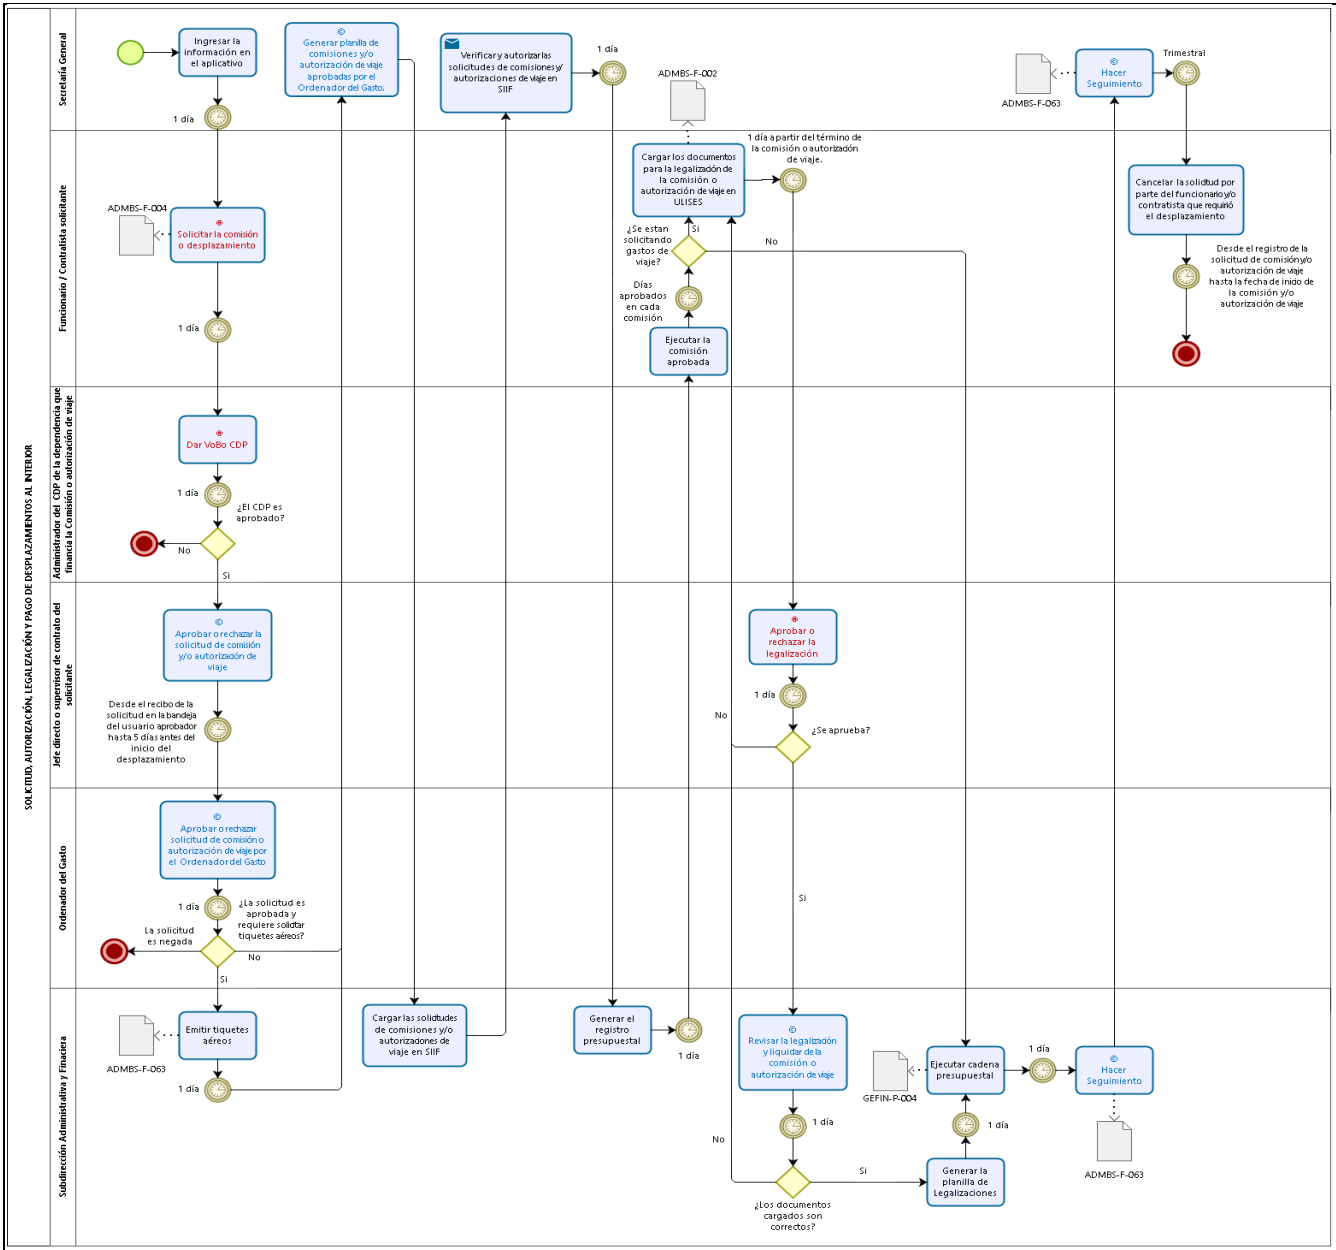 SOLICITUD, AUTORIZACIÓN, LEGALIZACIÓN Y PAGO DE DESPLAZAMIENTOS AL INTERIOR
Secretaría General
Ingresar la
información en
el aplicativo
1 día
©
Generar planilla de
comisiones y/o
autorización de viaje
aprobadas por el
Ordenador del Gasto.
Verificar y autorizar las
solicitudes de comisiones y/
autorizaciones de viaje en
SIIF
1 día
ADMBS-F-002
ADMBS-F-063
©
Hacer
Seguimiento
Trimestral
Funcionario / Contratista solicitante
ADMBS-F-004
Solicitar la comisión
o desplazamiento
1 día
Cargar los documentos
para la legalización de
la comisión o
autorización de viaje en
ULISES
1 día a partir del término de
la comisión o autorización
de viaje.
¿Se estan
solicitando
gastos de
viaje?
Si
No
Días
aprobados
en cada
comisión
Ejecutar la
comisión
aprobada
Cancelar la solicitud por
parte del funcionario y/o
contratista que requirió
el desplazamiento
Desde el registro de la
solicitud de comisión y/o
autorización de viaje
hasta la fecha de inicio de
la comisión y/o
autorización de viaje
Administrador del CDP de la dependencia que
financia la Comisión o autorización de viaje
Dar VoBo CDP
1 día
¿El CDP es
aprobado?
No
Si
Jefe directo o supervisor de contrato del
solicitante
©
Aprobar o rechazar la
solicitud de comisión
y/o autorización de
viaje
Desde el recibo de la
solicitud en la bandeja
del usuario aprobador
hasta 5 días antes del
inicio del
desplazamiento
Aprobar o
rechazar la
legalización
1 día
No
¿Se aprueba?
Ordenador del Gasto
©
Aprobar o rechazar
solicitud de comisión o
autorización de viaje por
el Ordenador del Gasto
1 día
¿La solicitud es
aprobada y
requiere solicitar
tiquetes aéreos?
La solicitud
es negada
No
Si
Si
Subdirección Administrativa y Financiera
Emitir tiquetes
aéreos
ADMBS-F-063
1 día
Cargar las solicitudes
de comisiones y/o
autorizaciones de
viaje en SIIF
Generar el
registro
presupuestal
1 día
©
Revisar la legalización
y liquidar de la
comisión o
autorización de viaje
1 día
No
Si
¿Los documentos
cargados son
correctos?
GEFIN-P-004
Ejecutar cadena
presupuestal
1 día
1 día
Generar la
planilla de
Legalizaciones
©
Hacer
Seguimiento
ADMBS-F-063